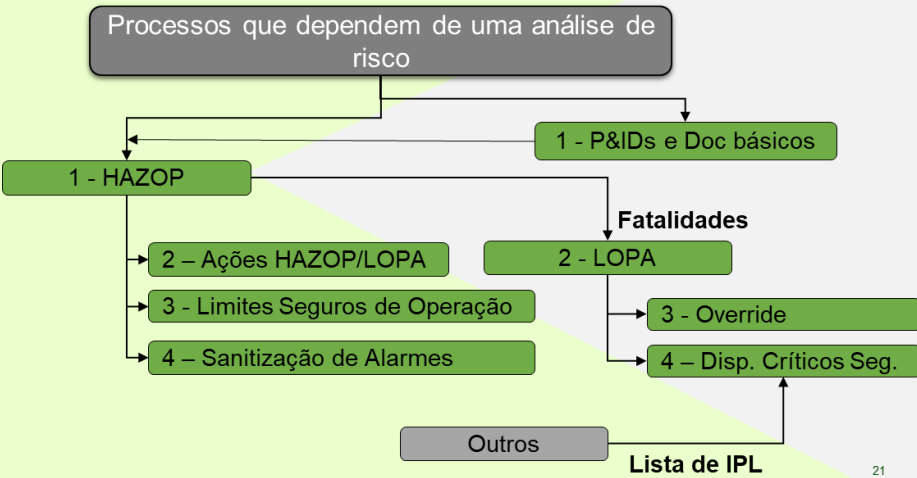 Processos que dependem de uma análise de
risco
1 - P&IDs e Doc básicos
1 - HAZOP
Fatalidades
2 – Ações HAZOP/LOPA
2 - LOPA
3 - Limites Seguros de Operação
3 - Override
4 – Sanitização de Alarmes
4 – Disp. Críticos Seg.
Outros
Lista de IPL
21